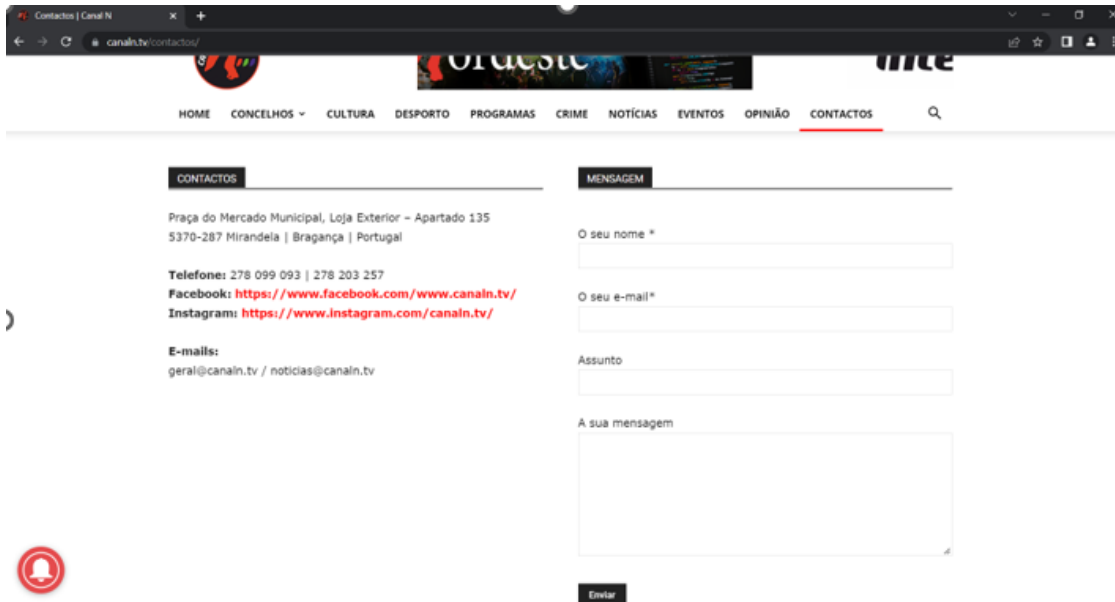 Contactos | Canal N
canaln.tv/contactos/
HOME CONCELHOS CULTURA DESPORTO PROGRAMAS CRIME NOTÍCIAS EVENTOS OPINIÃO CONTACTOS
CONTACTOS
Praça do Mercado Municipal, Loja Exterior – Apartado 135
5370-287 Mirandela | Bragança | Portugal
Telefone: 278 099 093 | 278 203 257
Facebook: https://www.facebook.com/www.canaln.tv/
Instagram: https://www.instagram.com/canaln.tv/
E-mails:
geral@canaln.tv / noticias@canaln.tv
MENSAGEM
O seu nome *
O seu e-mail*
Assunto
A sua mensagem
Enviar